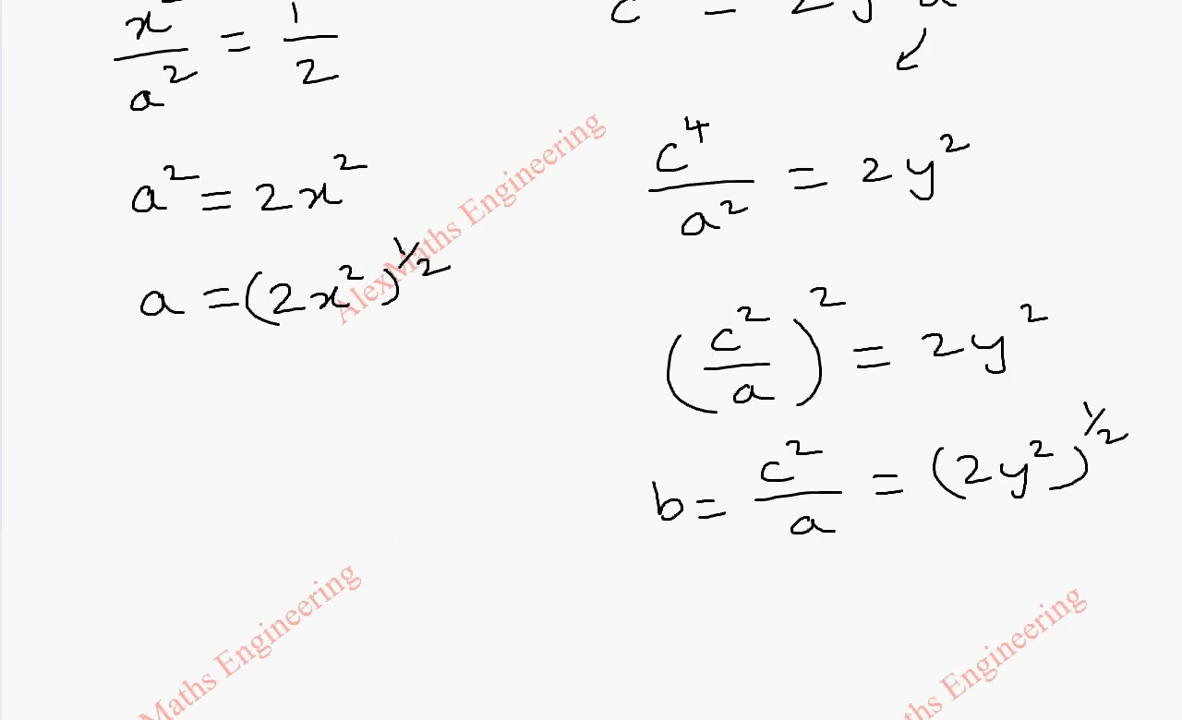 x²/a² = 1/2
a² = 2x²
a = (2x²)^½
c⁴/a² = 2y²
(c²/a)² = 2y²
b = c²/a = (2y²)^½
AlexMaths Engineering
Maths Engineering
ths Engineering